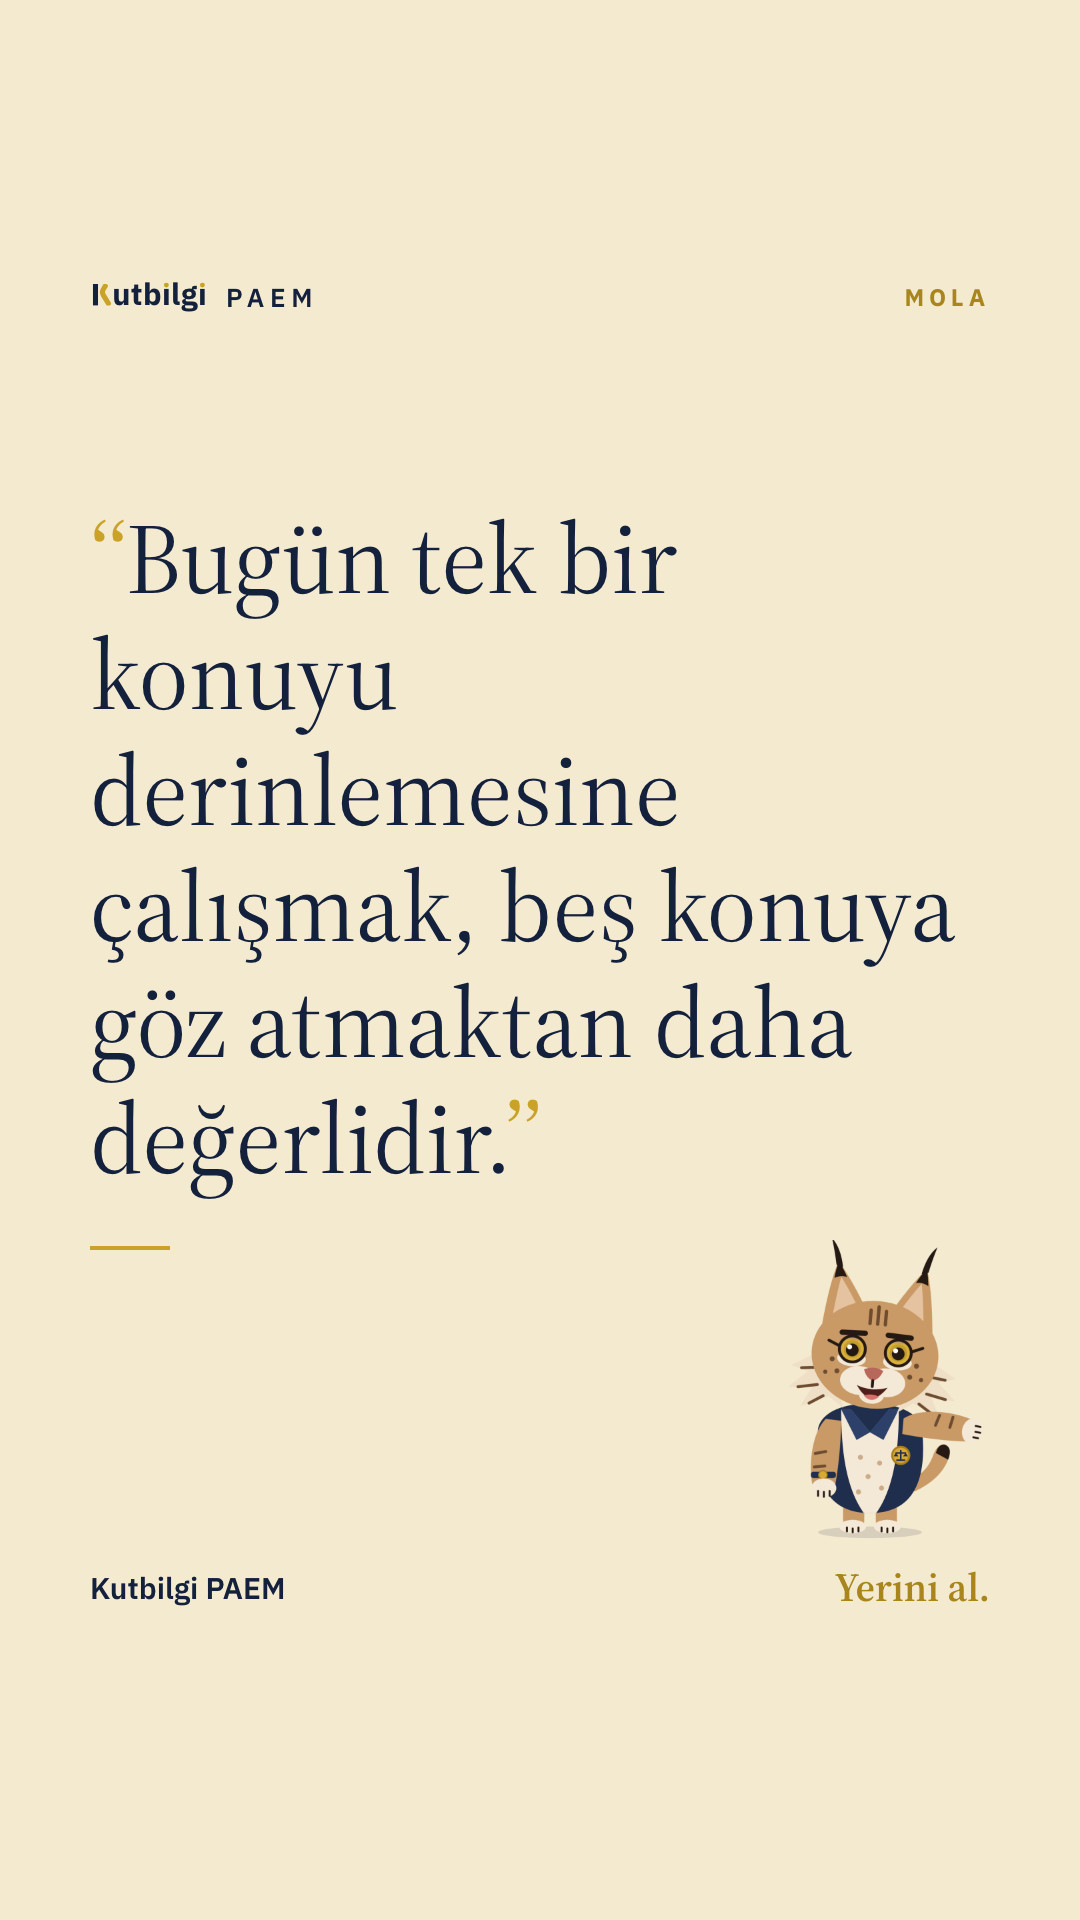 Kutbilgi PAEM
MOLA
“Bugün tek bir
konuyu
derinlemesine
çalışmak, beş konuya
göz atmaktan daha
değerlidir.”
Kutbilgi PAEM
Yerini al.